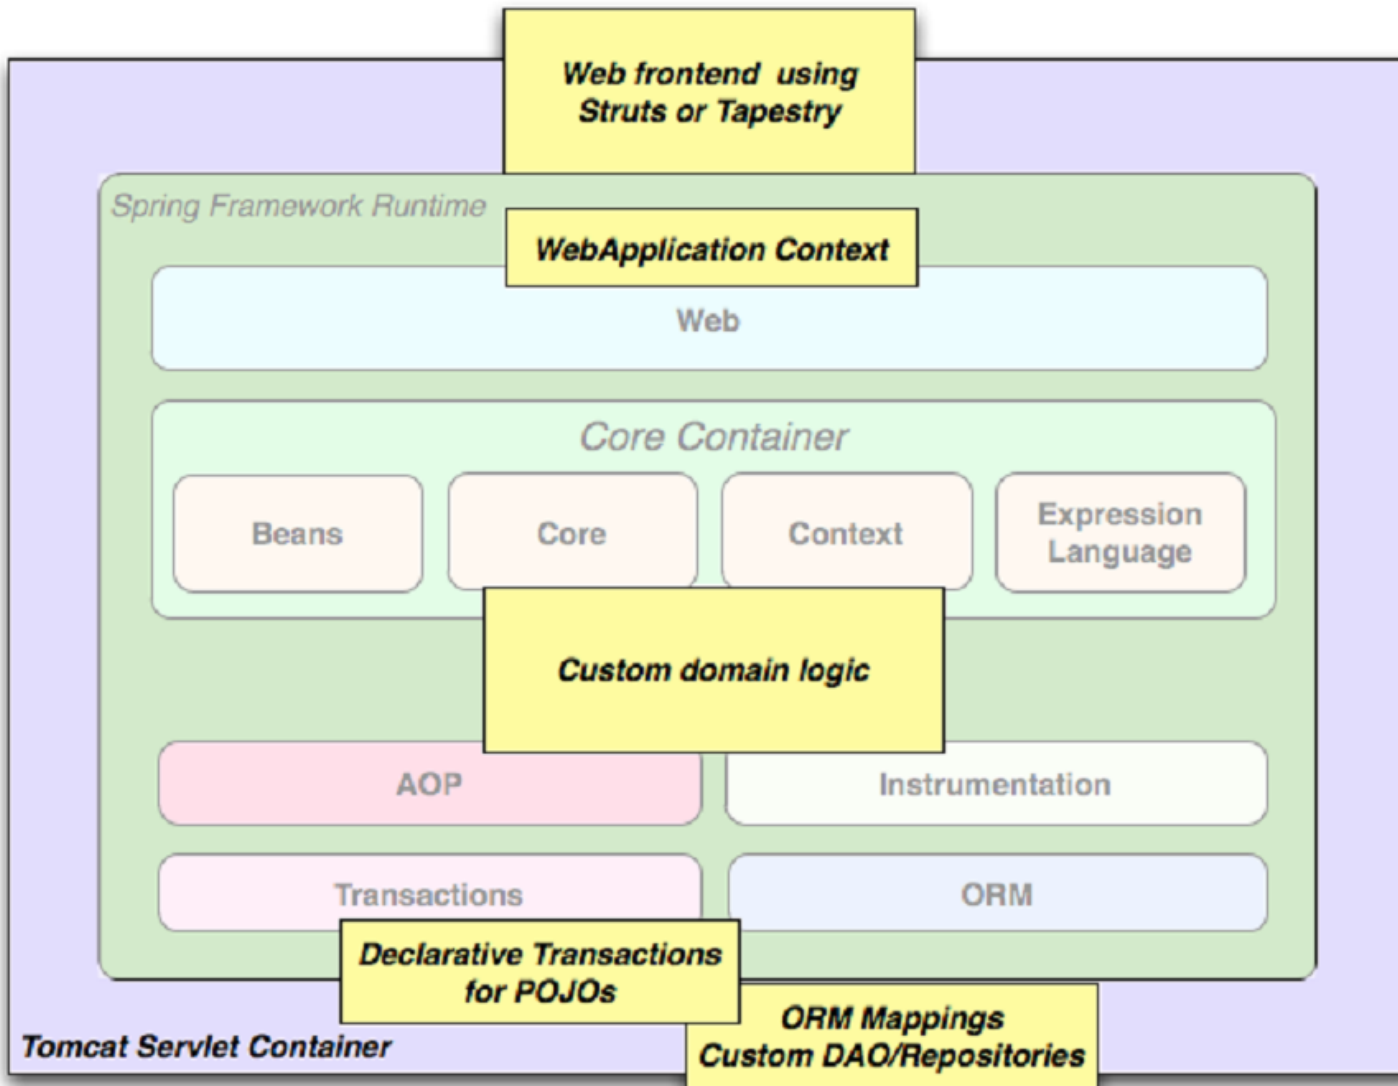 Web frontend using
Struts or Tapestry
Spring Framework Runtime
WebApplication Context
Web
Core Container
Beans
Core
Context
Expression
Language
Custom domain logic
AOP
Instrumentation
Transactions
ORM
Declarative Transactions
for POJOs
ORM Mappings
Custom DAO/Repositories
Tomcat Servlet Container